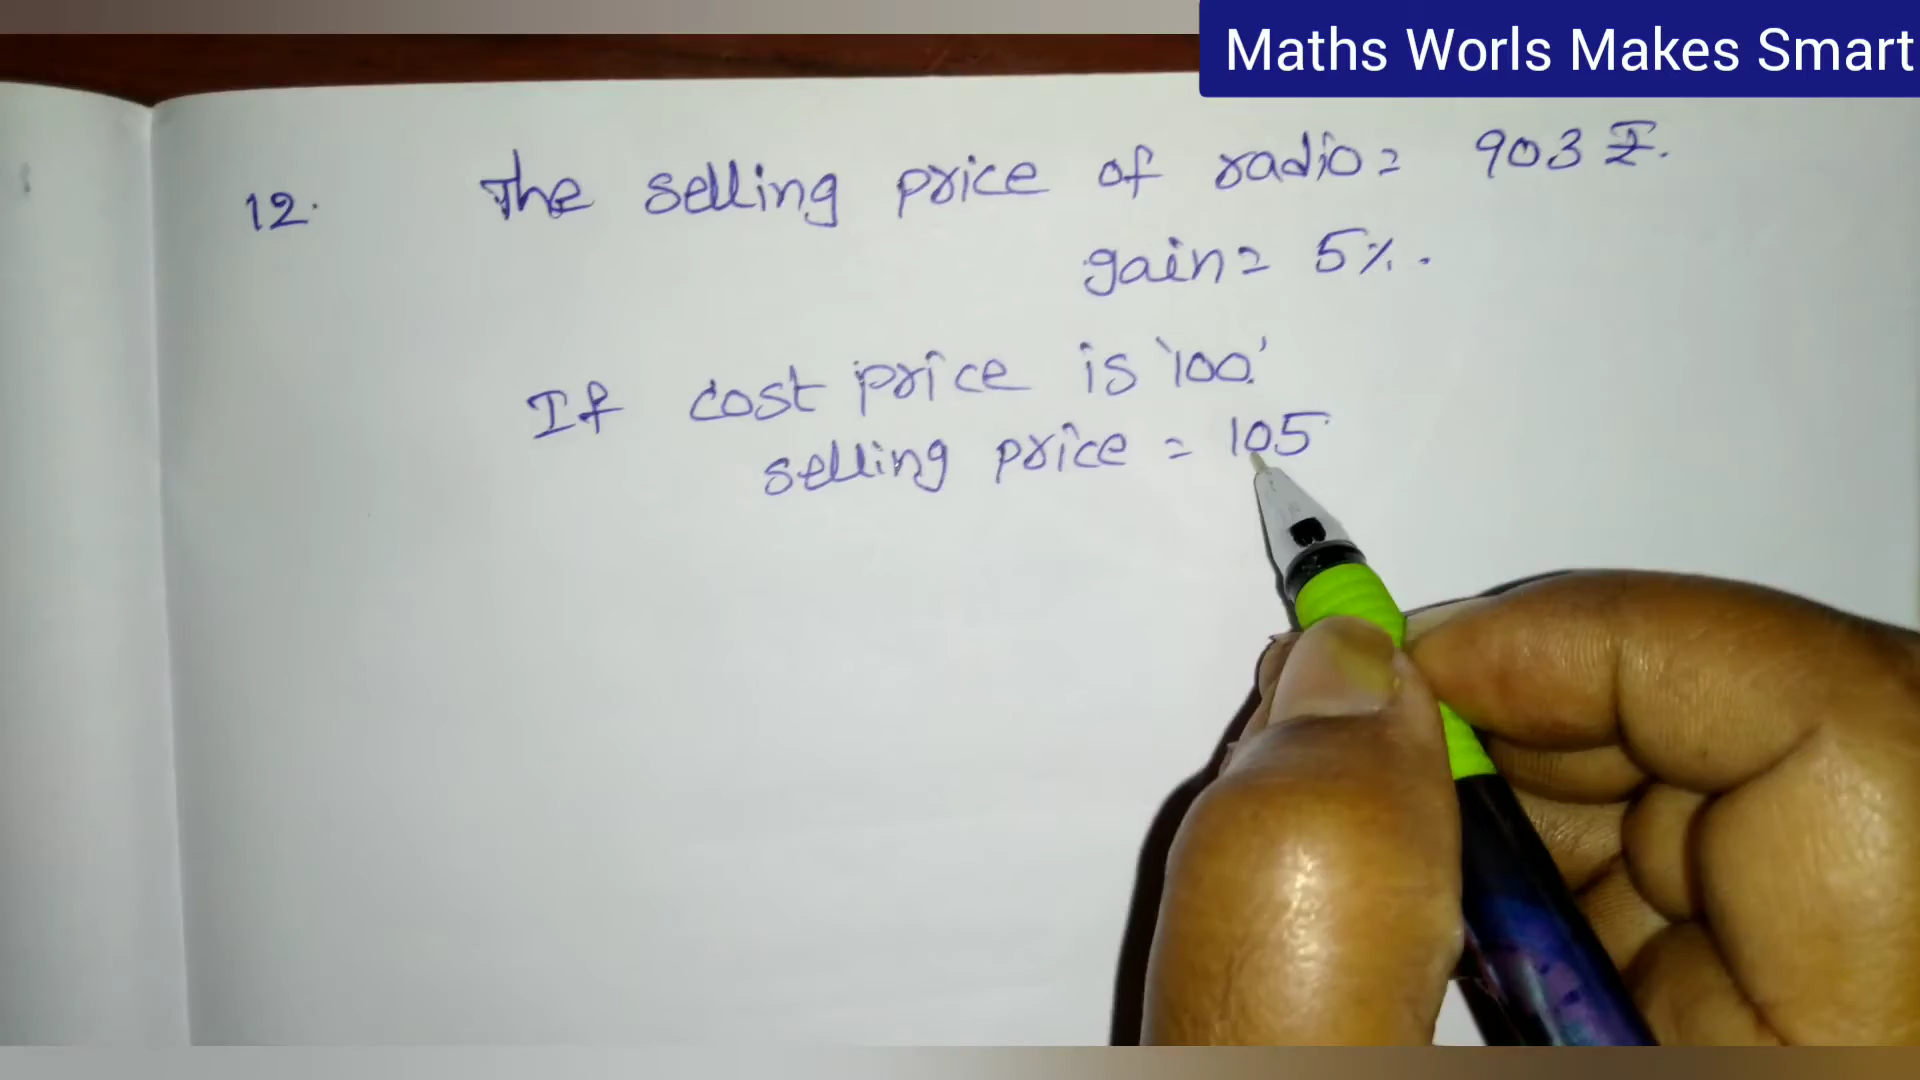 Maths Worls Makes Smart
12. The selling price of radio = 903 ₹.
gain = 5%.
If cost price is '100.'
selling price = 105